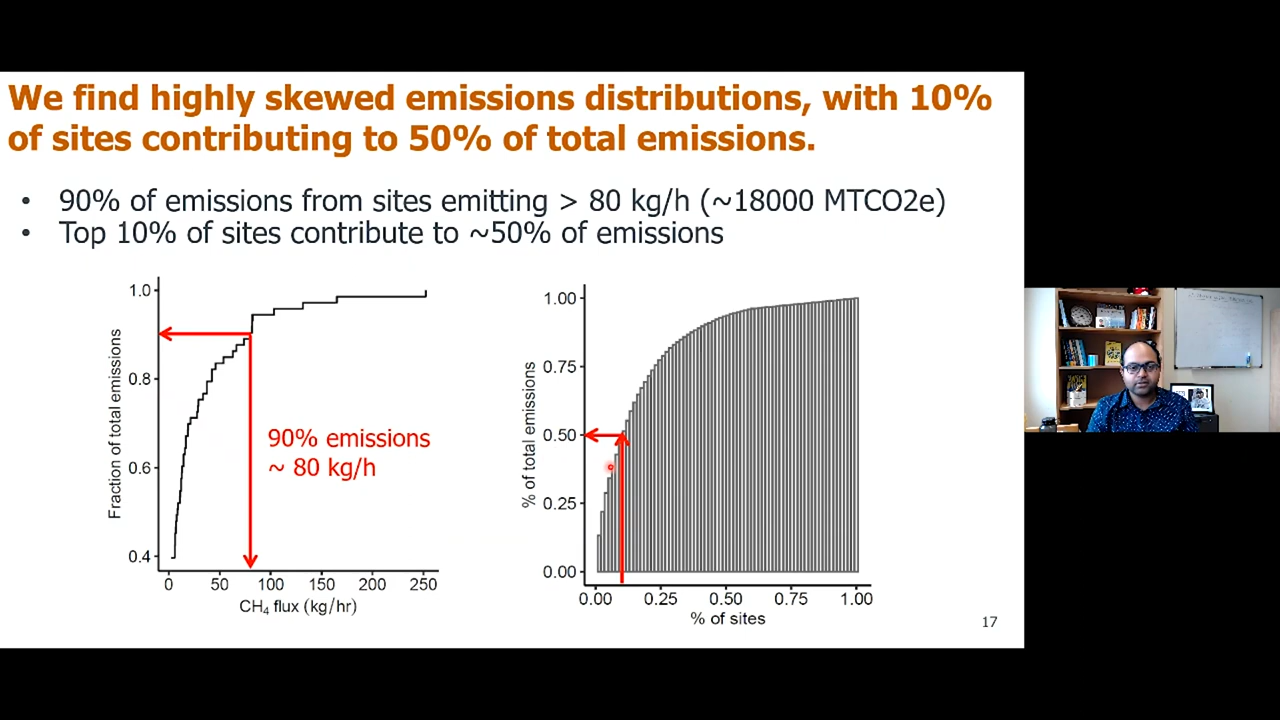 We find highly skewed emissions distributions, with 10%
of sites contributing to 50% of total emissions.
• 90% of emissions from sites emitting > 80 kg/h (~18000 MTCO2e)
• Top 10% of sites contribute to ~50% of emissions
Fraction of total emissions
1.0
0.8
0.6
0.4
90% emissions
~ 80 kg/h
0 50 100 150 200 250
CH₄ flux (kg/hr)
% of total emissions
1.00
0.75
0.50
0.25
0.00
0.00 0.25 0.50 0.75 1.00
% of sites
17